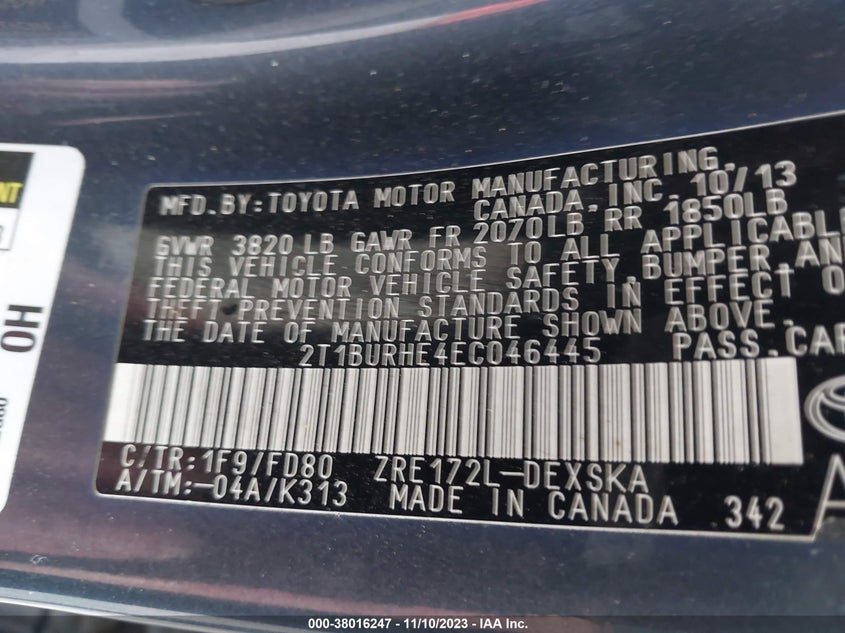 MFD.BY:TOYOTA MOTOR MANUFACTURING,
CANADA,INC. 10/13
GVWR 3820 LB GAWR FR 2070LB RR 1850LB
THIS VEHICLE CONFORMS TO ALL APPLICABLE
FEDERAL MOTOR VEHICLE SAFETY,BUMPER,AN
THEFT PREVENTION STANDARDS IN EFFECT O
THE DATE OF MANUFACTURE SHOWN ABOVE.
2T1BURHE4EC046445 PASS.CAR
C/TR:1F9/FD80 ZRE172L-DEXSKA
A/TM:-04A/K313 MADE IN CANADA 342
HO
000-38016247 - 11/10/2023 - IAA Inc.